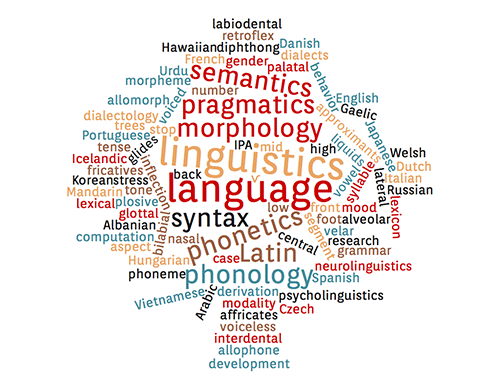 labiodental
retroflex
Hawaiian diphthong Danish
French gender palatal dialects
Urdu semantics behavior
morpheme number
allomorph voiced pragmatics approximants English
Gaelic
dialectology morphology Japanese
trees stop
Portuguese glides IPA mid high liquids
tense linguistics Welsh
Icelandic Dutch
fricatives inflection back vowel syllable lateral Italian
Korean stress language Russian
Mandarin tone
lexical plosive low front mood lexicon
glottal bilabial syntax segment foot alveolar
Albanian phonetics velar
computation nasal central research
aspect case Latin grammar
Hungarian neurolinguistics
phoneme phonology Spanish
Vietnamese Arabic derivation psycholinguistics
modality Czech
affricates
voiceless
interdental
allophone
development